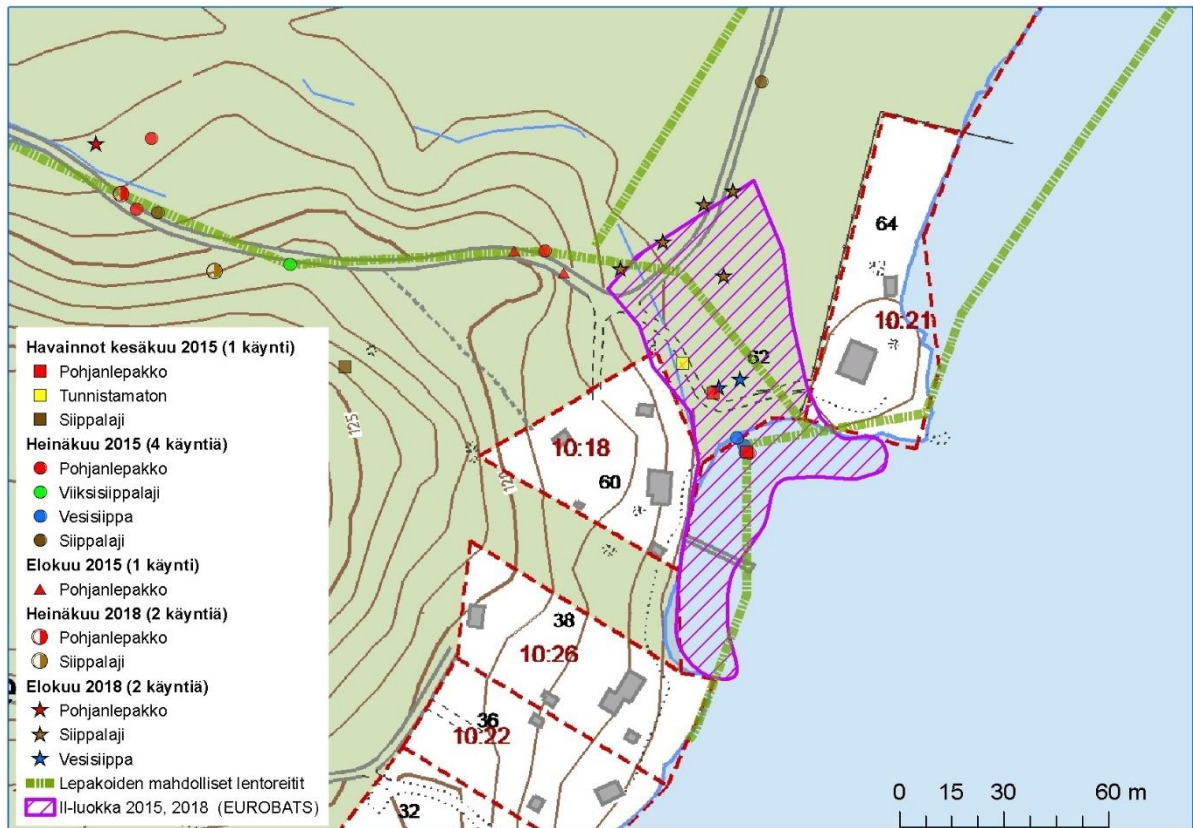 64
10:21
62
10:18
60
125
120
38
10:26
36
10:22
32
Havainnot kesäkuu 2015 (1 käynti)
Pohjanlepakko
Tunnistamaton
Siippalaji
Heinäkuu 2015 (4 käyntiä)
Pohjanlepakko
Viiksisiippalaji
Vesisiippa
Siippalaji
Elokuu 2015 (1 käynti)
Pohjanlepakko
Heinäkuu 2018 (2 käyntiä)
Pohjanlepakko
Siippalaji
Elokuu 2018 (2 käyntiä)
Pohjanlepakko
Siippalaji
Vesisiippa
Lepakoiden mahdolliset lentoreitit
II-luokka 2015, 2018 (EUROBATS)
0 15 30 60 m